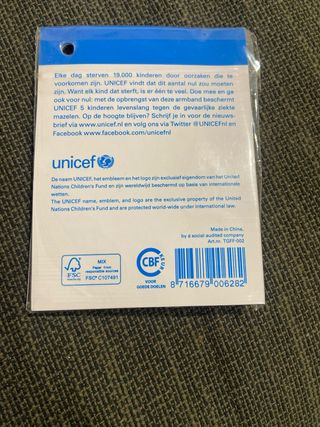 Elke dag sterven 19.000 kinderen door oorzaken die te
voorkomen zijn. UNICEF vindt dat dit aantal nul zou moeten
zijn. Want elk kind dat sterft, is er één te veel. Doe mee en ga
ook voor nul: met de opbrengst van deze armband beschermt
UNICEF 5 kinderen levenslang tegen de gevaarlijke ziekte
mazelen. Op de hoogte blijven? Schrijf je in voor de nieuws-
brief via www.unicef.nl en volg ons via Twitter @UNICEFnl en
Facebook www.facebook.com/unicefnl
unicef
De naam UNICEF, het embleem en het logo zijn exclusief eigendom van het United
Nations Children's Fund en zijn wereldwijd beschermd op basis van internationale
wetten.
The UNICEF name, emblem, and logo are the exclusive property of the United
Nations Children's Fund and are protected world-wide under international law.
Made in China,
by a social audited company
Art.nr. TGFF-002
FSC
www.fsc.org
MIX
Paper from
responsible sources
FSC® C107491
CBF
KEUR
VOOR
GOEDE DOELEN
8 716679 006282